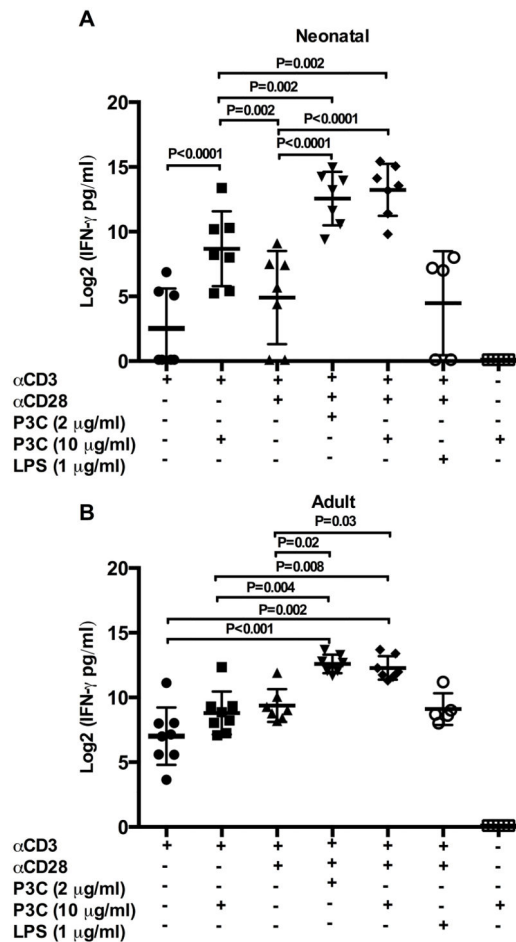 A
Neonatal
P=0.002
P=0.002
P=0.002
P<0.0001
P<0.0001
P<0.0001
Log2 (IFN-γ pg/ml)
20
15
10
5
0
αCD3 + + + + + + -
αCD28 - - + + + + -
P3C (2 μg/ml) - - - + - - -
P3C (10 μg/ml) - + - - + - +
LPS (1 μg/ml) - - - - - + -
B
Adult
P=0.03
P=0.02
P=0.008
P=0.004
P=0.002
P<0.001
Log2 (IFN-γ pg/ml)
20
15
10
5
0
αCD3 + + + + + + -
αCD28 - - + + + + -
P3C (2 μg/ml) - - - + - - -
P3C (10 μg/ml) - + - - + - +
LPS (1 μg/ml) - - - - - + -